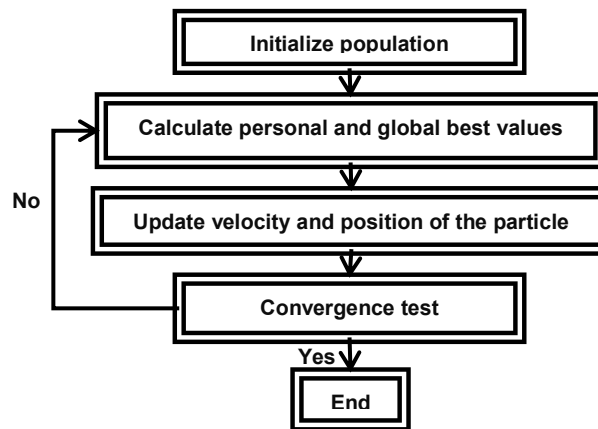 Initialize population
Calculate personal and global best values
No
Update velocity and position of the particle
Convergence test
Yes
End